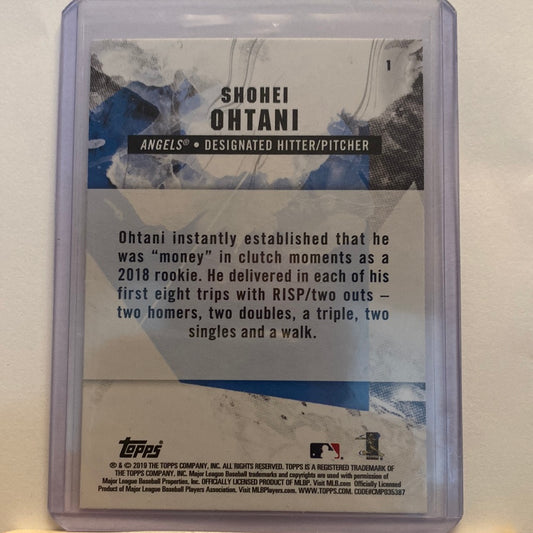 1
SHOHEI
OHTANI
ANGELS® • DESIGNATED HITTER/PITCHER
Ohtani instantly established that he
was “money” in clutch moments as a
2018 rookie. He delivered in each of his
first eight trips with RISP/two outs –
two homers, two doubles, a triple, two
singles and a walk.
Topps
® & © 2019 THE TOPPS COMPANY, INC. ALL RIGHTS RESERVED. TOPPS IS A REGISTERED TRADEMARK OF
THE TOPPS COMPANY, INC. Major League Baseball trademarks and copyrights are used with permission of
Major League Baseball Properties, Inc. OFFICIALLY LICENSED PRODUCT OF MLBP. Visit MLB.com Officially Licensed
Product of Major League Baseball Players Association. Visit MLBPlayers.com. WWW.TOPPS.COM. CODE#CMP035387